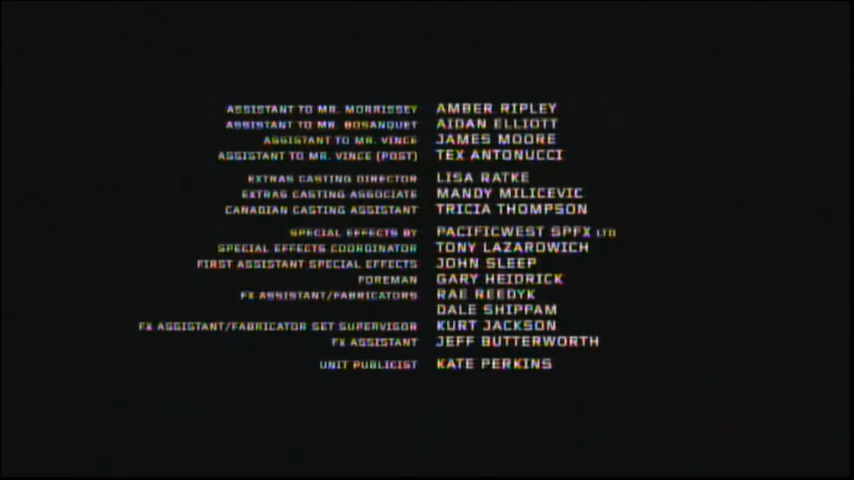 ASSISTANT TO MR. MORRISSEY AMBER RIPLEY
ASSISTANT TO MR. BOSANQUET AIDAN ELLIOTT
ASSISTANT TO MR. VINCE JAMES MOORE
ASSISTANT TO MR. VINCE (POST) TEX ANTONUCCI
EXTRAS CASTING DIRECTOR LISA RATKE
EXTRAS CASTING ASSOCIATE MANDY MILICEVIC
CANADIAN CASTING ASSISTANT TRICIA THOMPSON
SPECIAL EFFECTS BY PACIFICWEST SPFX LTD
SPECIAL EFFECTS COORDINATOR TONY LAZAROWICH
FIRST ASSISTANT SPECIAL EFFECTS JOHN SLEEP
FOREMAN GARY HEIDRICK
FX ASSISTANT/FABRICATORS RAE REEDYK
DALE SHIPPAM
FX ASSISTANT/FABRICATOR SET SUPERVISOR KURT JACKSON
FX ASSISTANT JEFF BUTTERWORTH
UNIT PUBLICIST KATE PERKINS